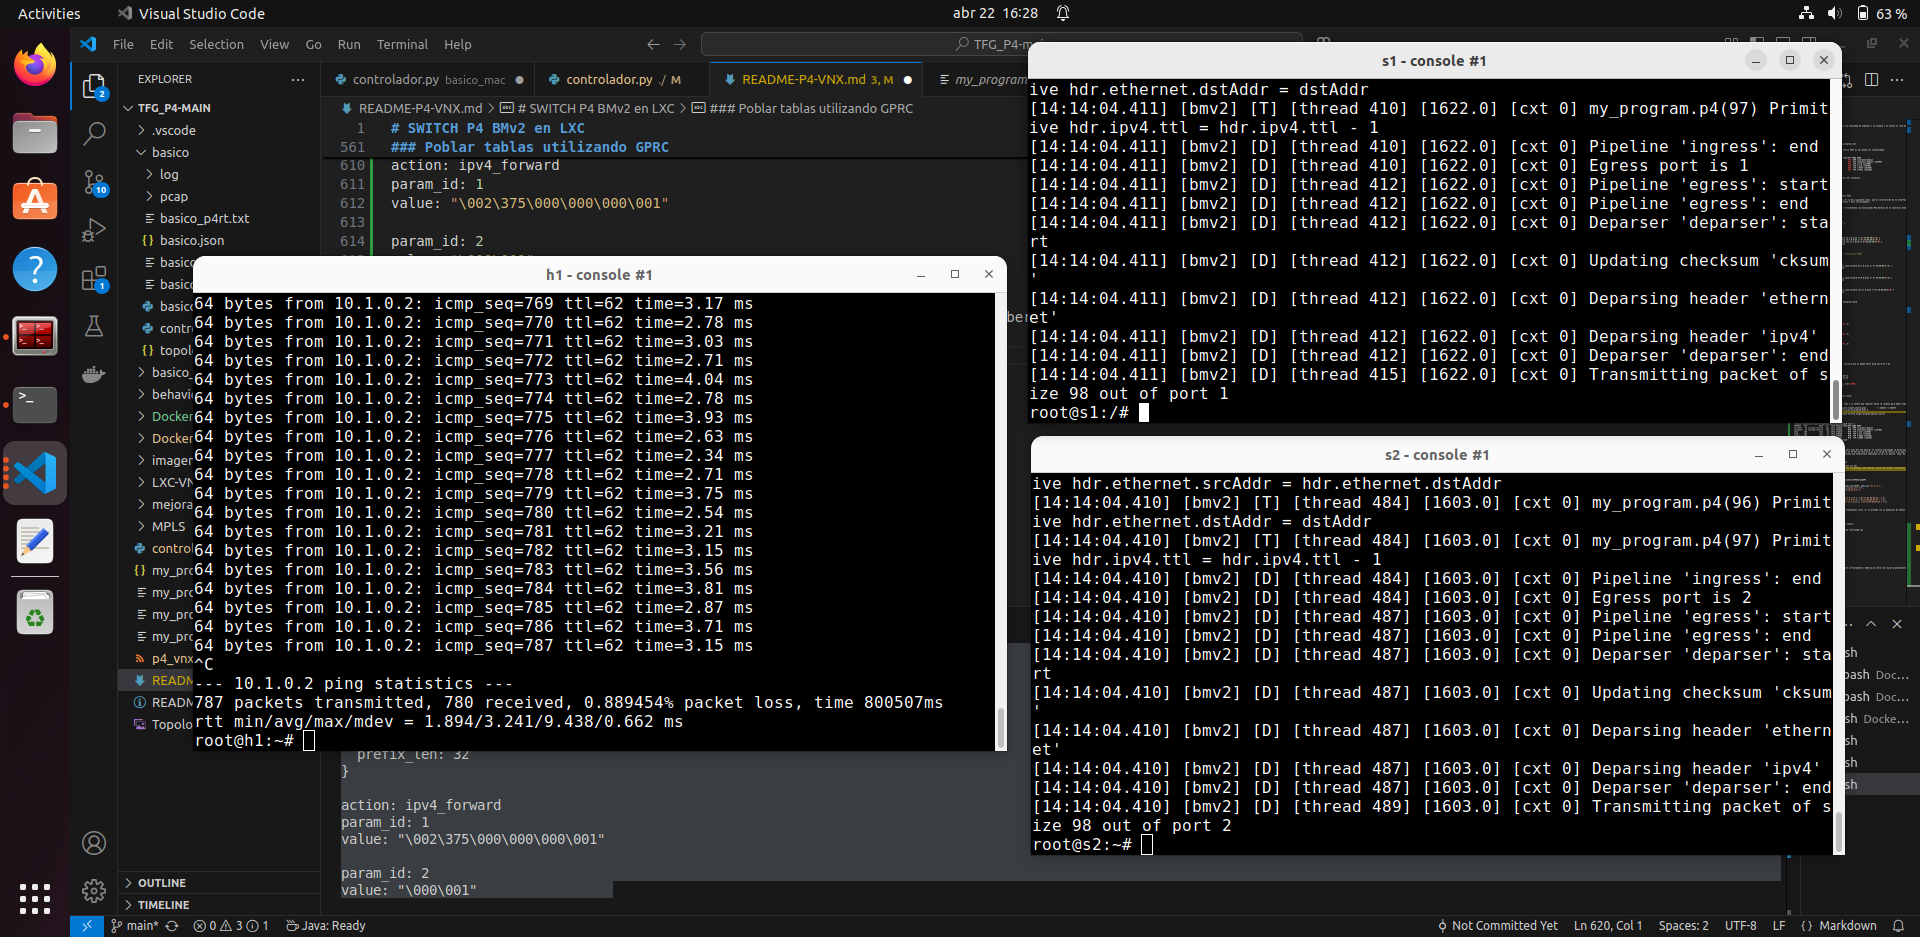 Activities
Visual Studio Code
abr 22  16:28
63 %
File Edit Selection View Go Run Terminal Help
EXPLORER
TFG_P4-MAIN
.vscode
basico
log
pcap
basico_p4rt.txt
basico.json
MPLS
OUTLINE
TIMELINE
controlador.py basico_mac
controlador.py ./ M
README-P4-VNX.md 3, M
README-P4-VNX.md > # SWITCH P4 BMv2 en LXC > ### Poblar tablas utilizando GPRC
1 # SWITCH P4 BMv2 en LXC
561 ### Poblar tablas utilizando GPRC
610 action: ipv4_forward
611 param_id: 1
612 value: "\002\375\000\000\000\001"
613
614 param_id: 2
h1 - console #1
64 bytes from 10.1.0.2: icmp_seq=769 ttl=62 time=3.17 ms
64 bytes from 10.1.0.2: icmp_seq=770 ttl=62 time=2.78 ms
64 bytes from 10.1.0.2: icmp_seq=771 ttl=62 time=3.03 ms
64 bytes from 10.1.0.2: icmp_seq=772 ttl=62 time=2.71 ms
64 bytes from 10.1.0.2: icmp_seq=773 ttl=62 time=4.04 ms
64 bytes from 10.1.0.2: icmp_seq=774 ttl=62 time=2.78 ms
64 bytes from 10.1.0.2: icmp_seq=775 ttl=62 time=3.93 ms
64 bytes from 10.1.0.2: icmp_seq=776 ttl=62 time=2.63 ms
64 bytes from 10.1.0.2: icmp_seq=777 ttl=62 time=2.34 ms
64 bytes from 10.1.0.2: icmp_seq=778 ttl=62 time=2.71 ms
64 bytes from 10.1.0.2: icmp_seq=779 ttl=62 time=3.75 ms
64 bytes from 10.1.0.2: icmp_seq=780 ttl=62 time=2.54 ms
64 bytes from 10.1.0.2: icmp_seq=781 ttl=62 time=3.21 ms
64 bytes from 10.1.0.2: icmp_seq=782 ttl=62 time=3.15 ms
64 bytes from 10.1.0.2: icmp_seq=783 ttl=62 time=3.56 ms
64 bytes from 10.1.0.2: icmp_seq=784 ttl=62 time=3.81 ms
64 bytes from 10.1.0.2: icmp_seq=785 ttl=62 time=2.87 ms
64 bytes from 10.1.0.2: icmp_seq=786 ttl=62 time=3.71 ms
64 bytes from 10.1.0.2: icmp_seq=787 ttl=62 time=3.15 ms
^C
--- 10.1.0.2 ping statistics ---
787 packets transmitted, 780 received, 0.889454% packet loss, time 800507ms
rtt min/avg/max/mdev = 1.894/3.241/9.438/0.662 ms
root@h1:~#
prefix_len: 32
}
action: ipv4_forward
param_id: 1
value: "\002\375\000\000\000\001"
param_id: 2
value: "\000\001"
s1 - console #1
ive hdr.ethernet.dstAddr = dstAddr
[14:14:04.411] [bmv2] [T] [thread 410] [1622.0] [cxt 0] my_program.p4(97) Primit
ive hdr.ipv4.ttl = hdr.ipv4.ttl - 1
[14:14:04.411] [bmv2] [D] [thread 410] [1622.0] [cxt 0] Pipeline 'ingress': end
[14:14:04.411] [bmv2] [D] [thread 410] [1622.0] [cxt 0] Egress port is 1
[14:14:04.411] [bmv2] [D] [thread 412] [1622.0] [cxt 0] Pipeline 'egress': start
[14:14:04.411] [bmv2] [D] [thread 412] [1622.0] [cxt 0] Pipeline 'egress': end
[14:14:04.411] [bmv2] [D] [thread 412] [1622.0] [cxt 0] Deparser 'deparser': sta
rt
[14:14:04.411] [bmv2] [D] [thread 412] [1622.0] [cxt 0] Updating checksum 'cksum
'
[14:14:04.411] [bmv2] [D] [thread 412] [1622.0] [cxt 0] Deparsing header 'ethern
et'
[14:14:04.411] [bmv2] [D] [thread 412] [1622.0] [cxt 0] Deparsing header 'ipv4'
[14:14:04.411] [bmv2] [D] [thread 412] [1622.0] [cxt 0] Deparser 'deparser': end
[14:14:04.411] [bmv2] [D] [thread 415] [1622.0] [cxt 0] Transmitting packet of s
ize 98 out of port 1
root@s1:/#
s2 - console #1
ive hdr.ethernet.srcAddr = hdr.ethernet.dstAddr
[14:14:04.410] [bmv2] [T] [thread 484] [1603.0] [cxt 0] my_program.p4(96) Primit
ive hdr.ethernet.dstAddr = dstAddr
[14:14:04.410] [bmv2] [T] [thread 484] [1603.0] [cxt 0] my_program.p4(97) Primit
ive hdr.ipv4.ttl = hdr.ipv4.ttl - 1
[14:14:04.410] [bmv2] [D] [thread 484] [1603.0] [cxt 0] Pipeline 'ingress': end
[14:14:04.410] [bmv2] [D] [thread 484] [1603.0] [cxt 0] Egress port is 2
[14:14:04.410] [bmv2] [D] [thread 487] [1603.0] [cxt 0] Pipeline 'egress': start
[14:14:04.410] [bmv2] [D] [thread 487] [1603.0] [cxt 0] Pipeline 'egress': end
[14:14:04.410] [bmv2] [D] [thread 487] [1603.0] [cxt 0] Deparser 'deparser': sta
rt
[14:14:04.410] [bmv2] [D] [thread 487] [1603.0] [cxt 0] Updating checksum 'cksum
'
[14:14:04.410] [bmv2] [D] [thread 487] [1603.0] [cxt 0] Deparsing header 'ethern
et'
[14:14:04.410] [bmv2] [D] [thread 487] [1603.0] [cxt 0] Deparsing header 'ipv4'
[14:14:04.410] [bmv2] [D] [thread 487] [1603.0] [cxt 0] Deparser 'deparser': end
[14:14:04.410] [bmv2] [D] [thread 489] [1603.0] [cxt 0] Transmitting packet of s
ize 98 out of port 2
root@s2:~#
main* 0 3 1 Java: Ready
Not Committed Yet Ln 620, Col 1 Spaces: 2 UTF-8 LF Markdown